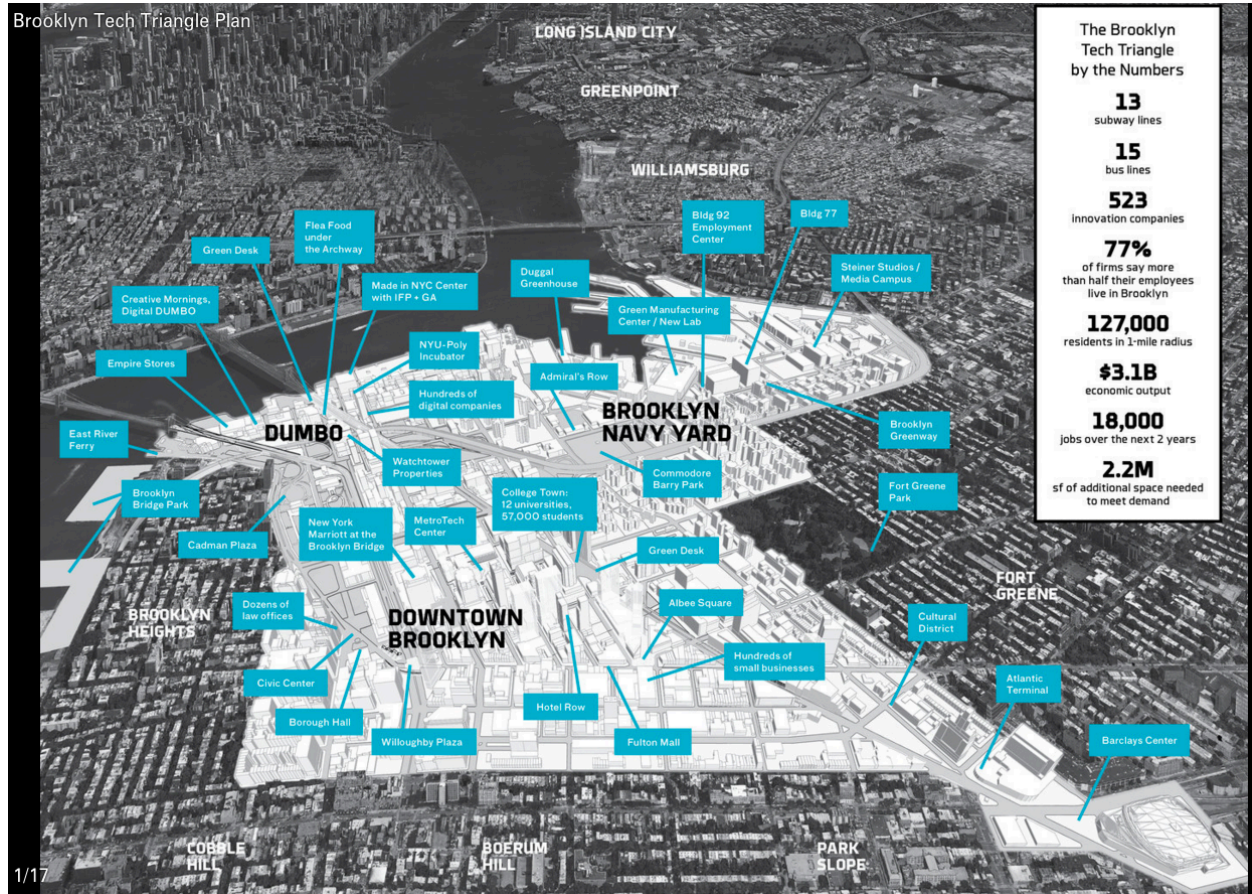 Brooklyn Tech Triangle Plan
LONG ISLAND CITY
GREENPOINT
WILLIAMSBURG
The Brooklyn
Tech Triangle
by the Numbers
13
subway lines
15
bus lines
523
innovation companies
77%
of firms say more
than half their employees
live in Brooklyn
127,000
residents in 1-mile radius
$3.1B
economic output
18,000
jobs over the next 2 years
2.2M
sf of additional space needed
to meet demand
Green Desk
Flea Food
under
the Archway
Creative Mornings,
Digital DUMBO
Made in NYC Center
with IFP + GA
Duggal
Greenhouse
Bldg 92
Employment
Center
Bldg 77
Steiner Studios /
Media Campus
Green Manufacturing
Center / New Lab
Empire Stores
NYU-Poly
Incubator
Admiral's Row
Hundreds of
digital companies
East River
Ferry
DUMBO
BROOKLYN
NAVY YARD
Brooklyn
Greenway
Watchtower
Properties
Commodore
Barry Park
Fort Greene
Park
Brooklyn
Bridge Park
College Town:
12 universities,
57,000 students
Cadman Plaza
New York
Marriott at the
Brooklyn Bridge
MetroTech
Center
Green Desk
FORT
GREENE
BROOKLYN
HEIGHTS
Dozens of
law offices
DOWNTOWN
BROOKLYN
Albee Square
Cultural
District
Hundreds of
small businesses
Civic Center
Atlantic
Terminal
Borough Hall
Hotel Row
Willoughby Plaza
Fulton Mall
Barclays Center
COBBLE
HILL
BOERUM
HILL
PARK
SLOPE
1/17